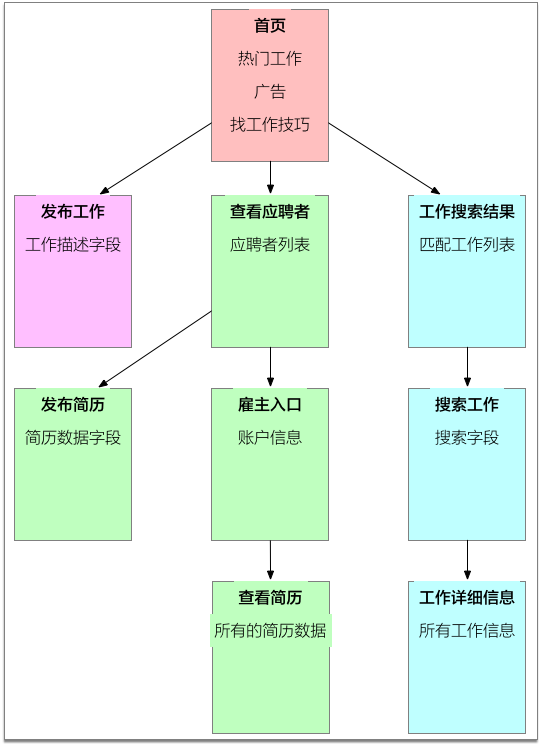 首页
热门工作
广告
找工作技巧
发布工作
工作描述字段
查看应聘者
应聘者列表
工作搜索结果
匹配工作列表
发布简历
简历数据字段
雇主入口
账户信息
搜索工作
搜索字段
查看简历
所有的简历数据
工作详细信息
所有工作信息